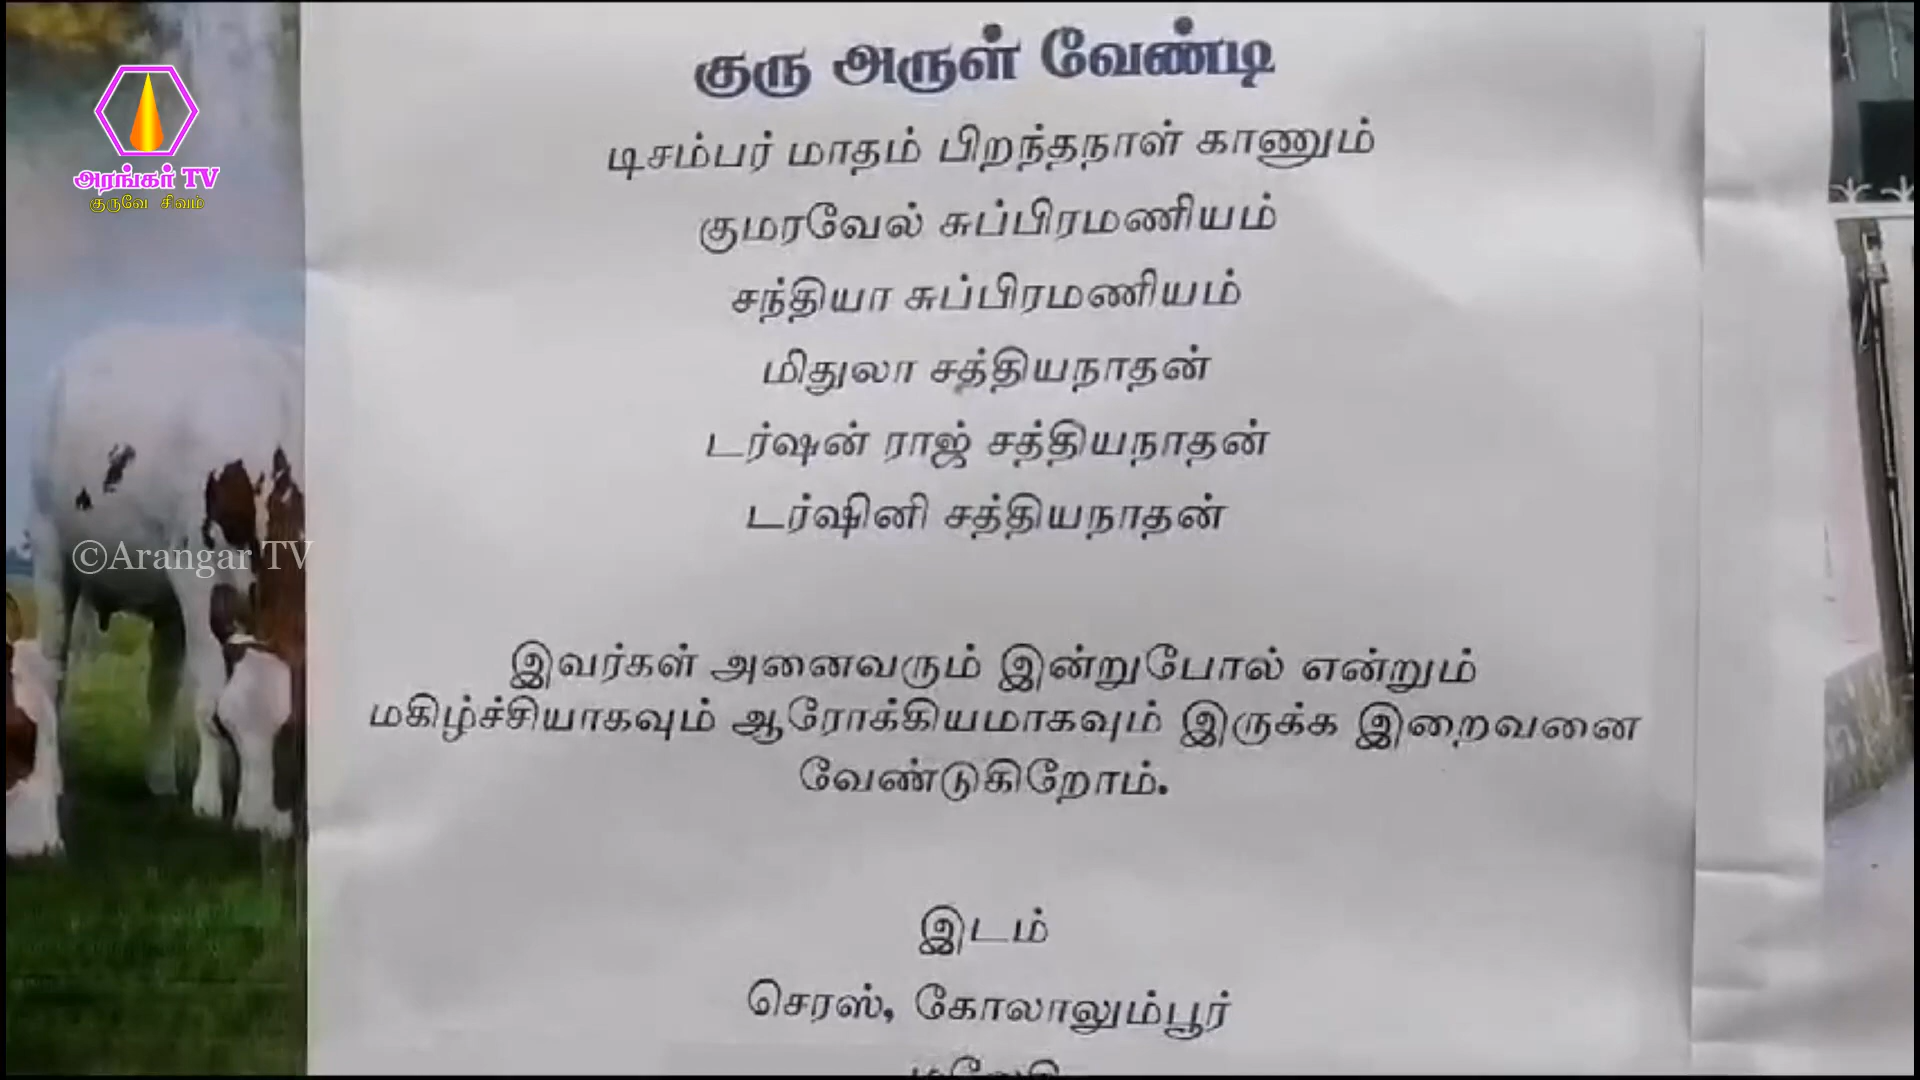 குரு அருள் வேண்டி
டிசம்பர் மாதம் பிறந்தநாள் காணும்
குமரவேல் சுப்பிரமணியம்
சந்தியா சுப்பிரமணியம்
மிதுலா சத்தியநாதன்
டர்ஷன் ராஜ் சத்தியநாதன்
டர்ஷினி சத்தியநாதன்
இவர்கள் அனைவரும் இன்றுபோல் என்றும்
மகிழ்ச்சியாகவும் ஆரோக்கியமாகவும் இருக்க இறைவனை
வேண்டுகிறோம்.
இடம்
செரஸ், கோலாலும்பூர்
அரங்கர் TV
குருவே சிவம்
©Arangar TV